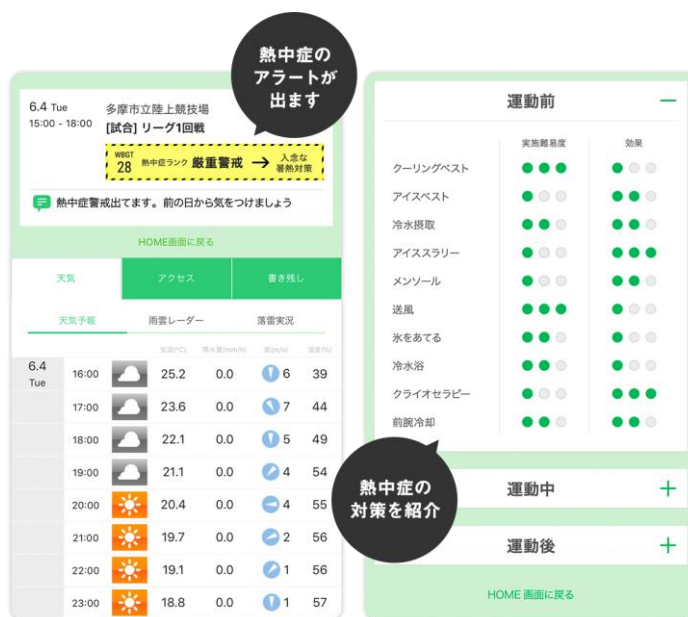 熱中症の
アラートが
出ます
6.4 Tue
15:00 - 18:00
多摩市立陸上競技場
[試合] リーグ1回戦
WBGT
28
熱中症ランク 厳重警戒 → 入念な
暑熱対策
熱中症警戒出てます。前の日から気をつけましょう
HOME画面に戻る
天気 アクセス 書き残し
天気予報 雨雲レーダー 落雷実況
気温(°C) 降水量(mm/h) 風(m/s) 湿度(%)
6.4
Tue
16:00 25.2 0.0 6 39
17:00 23.6 0.0 7 44
18:00 22.1 0.0 5 49
19:00 21.1 0.0 4 54
20:00 20.4 0.0 4 55
21:00 19.7 0.0 2 56
22:00 19.1 0.0 1 56
23:00 18.8 0.0 1 57
運動前
実施難易度 効果
クーリングベスト
アイスベスト
冷水摂取
アイススラリー
メンソール
送風
氷をあてる
冷水浴
クライオセラピー
前腕冷却
熱中症の
対策を紹介
運動中
運動後
HOME 画面に戻る